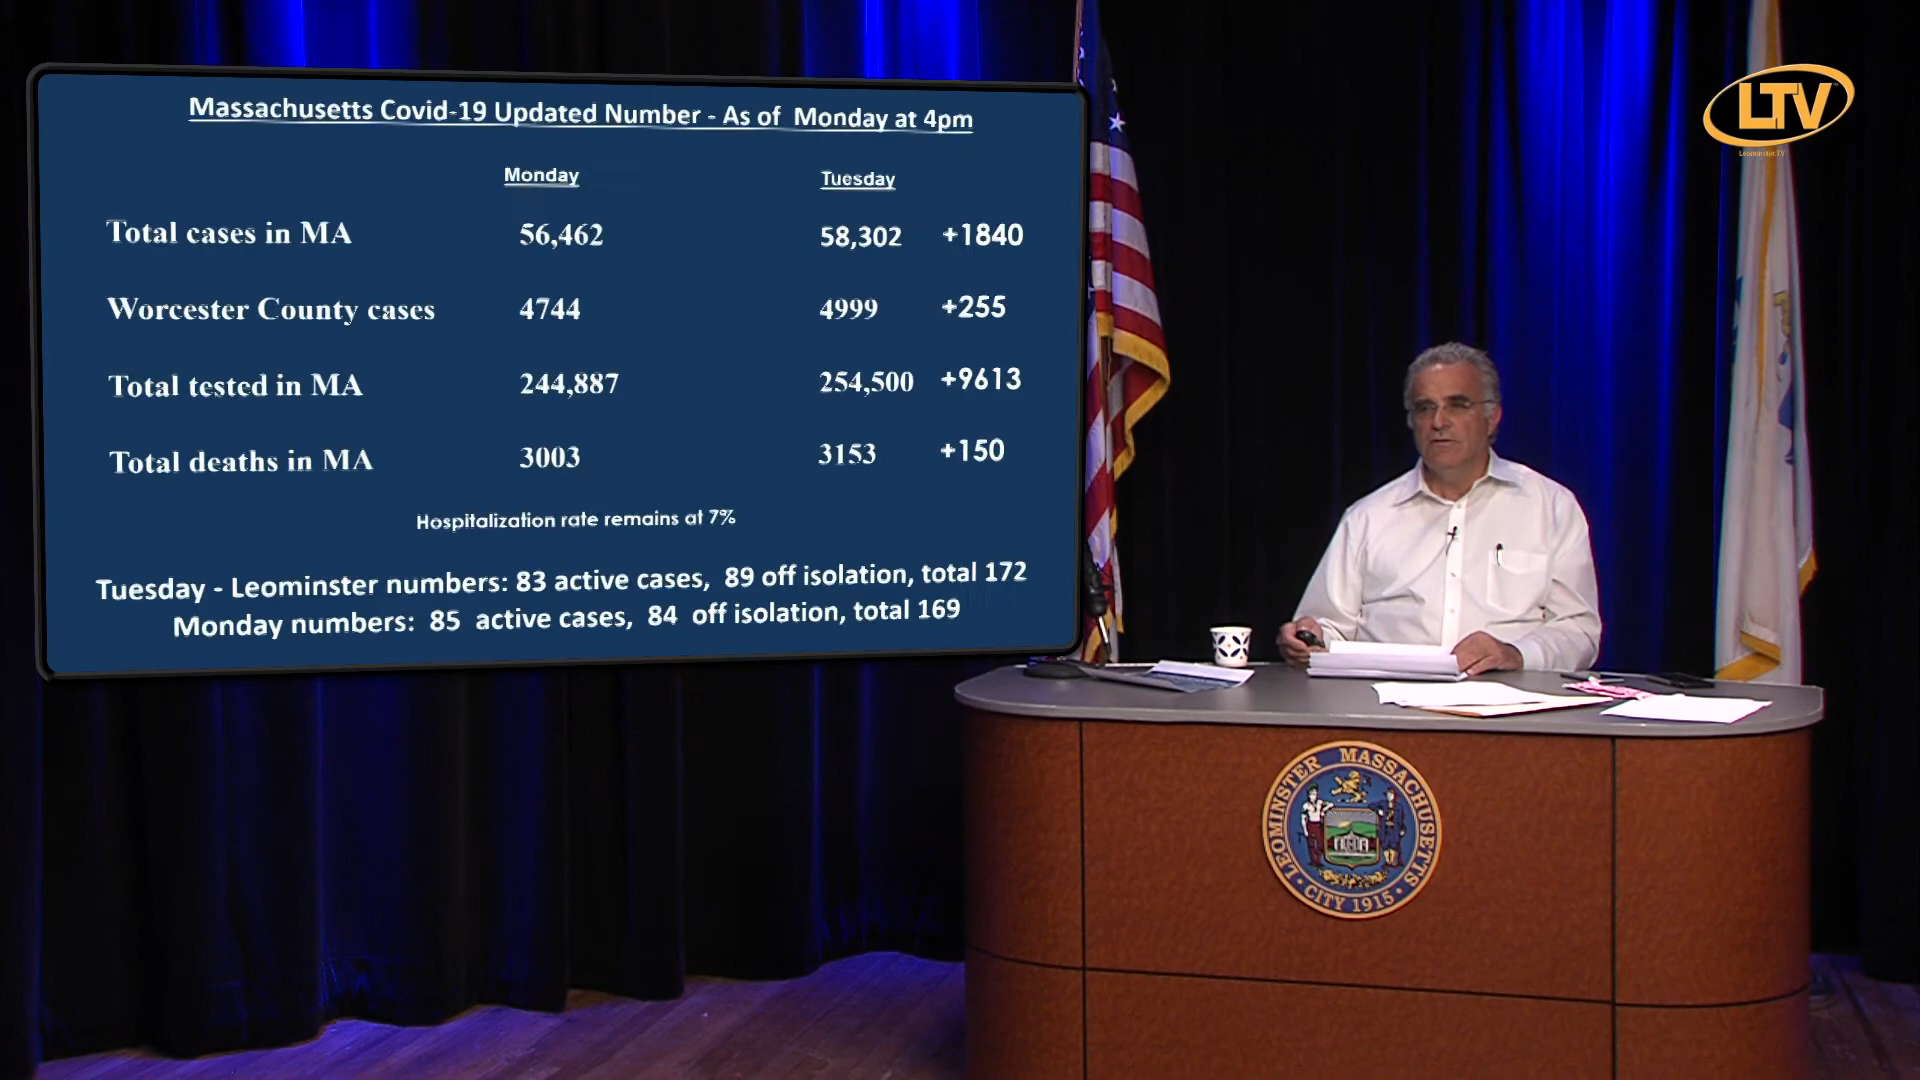 Massachusetts Covid-19 Updated Number - As of Monday at 4pm
Monday Tuesday
Total cases in MA 56,462 58,302 +1840
Worcester County cases 4744 4999 +255
Total tested in MA 244,887 254,500 +9613
Total deaths in MA 3003 3153 +150
Hospitalization rate remains at 7%
Tuesday - Leominster numbers: 83 active cases, 89 off isolation, total 172
Monday numbers: 85 active cases, 84 off isolation, total 169
LTV
Leominster.TV
LEOMINSTER MASSACHUSETTS
CITY 1915